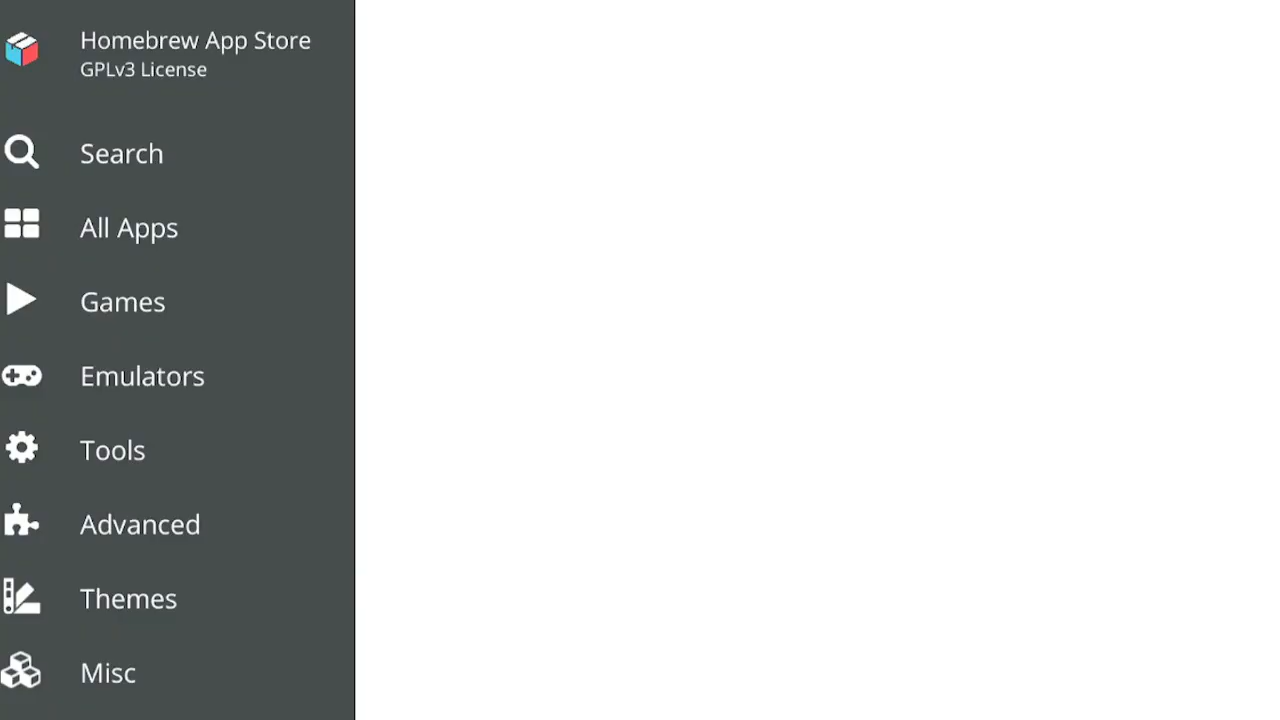 Homebrew App Store
GPLv3 License
Search
All Apps
Games
Emulators
Tools
Advanced
Themes
Misc